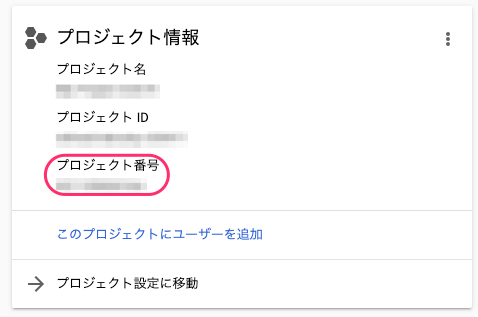 プロジェクト情報
プロジェクト名
プロジェクト ID
プロジェクト番号
このプロジェクトにユーザーを追加
プロジェクト設定に移動